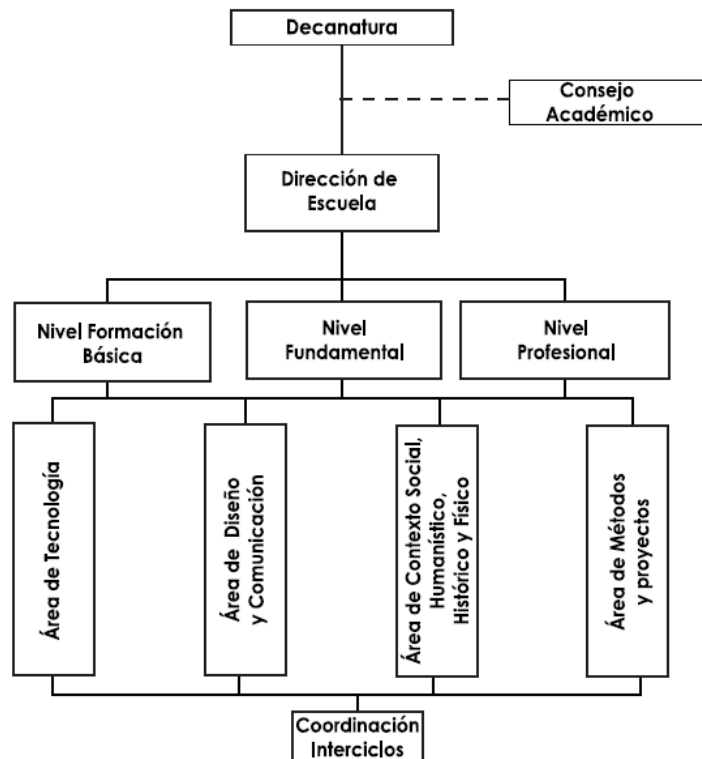 Decanatura
Consejo
Académico
Dirección de
Escuela
Nivel Formación
Básica
Nivel
Fundamental
Nivel
Profesional
Área de Tecnología
Área de Diseño
y Comunicación
Área de Contexto Social,
Humanístico,
Histórico y Físico
Área de Métodos
y proyectos
Coordinación
Interciclos